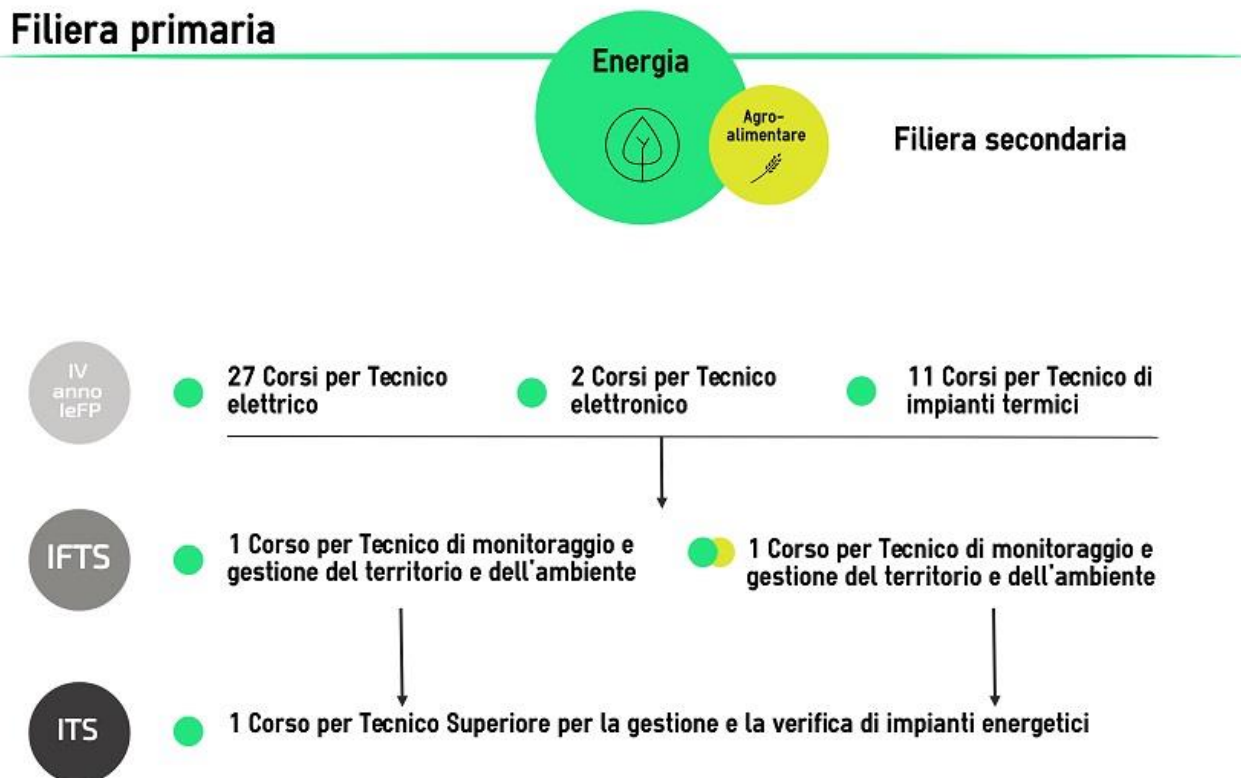 Filiera primaria
Energia
Agro-
alimentare
Filiera secondaria
IV
anno
IeFP
27 Corsi per Tecnico
elettrico
2 Corsi per Tecnico
elettronico
11 Corsi per Tecnico di
impianti termici
IFTS
1 Corso per Tecnico di monitoraggio e
gestione del territorio e dell'ambiente
1 Corso per Tecnico di monitoraggio e
gestione del territorio e dell'ambiente
ITS
1 Corso per Tecnico Superiore per la gestione e la verifica di impianti energetici